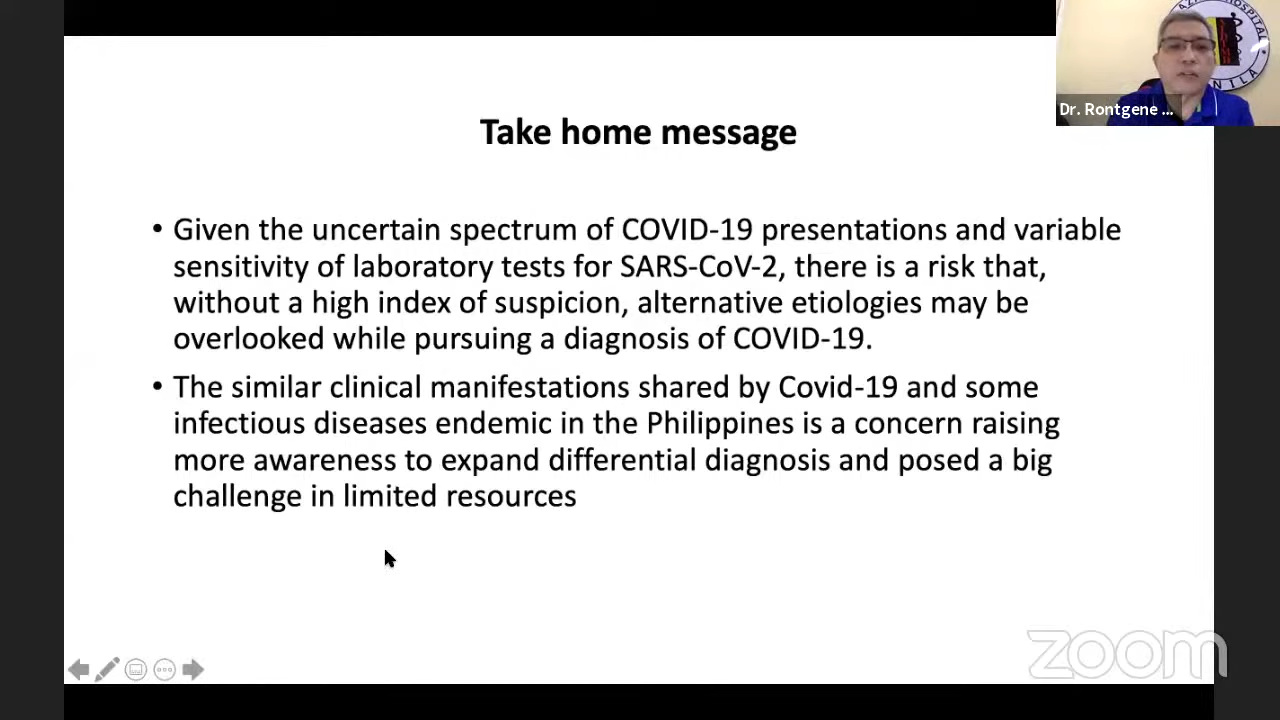 Take home message
• Given the uncertain spectrum of COVID-19 presentations and variable
sensitivity of laboratory tests for SARS-CoV-2, there is a risk that,
without a high index of suspicion, alternative etiologies may be
overlooked while pursuing a diagnosis of COVID-19.
• The similar clinical manifestations shared by Covid-19 and some
infectious diseases endemic in the Philippines is a concern raising
more awareness to expand differential diagnosis and posed a big
challenge in limited resources
Dr. Rontgene ...
zoom